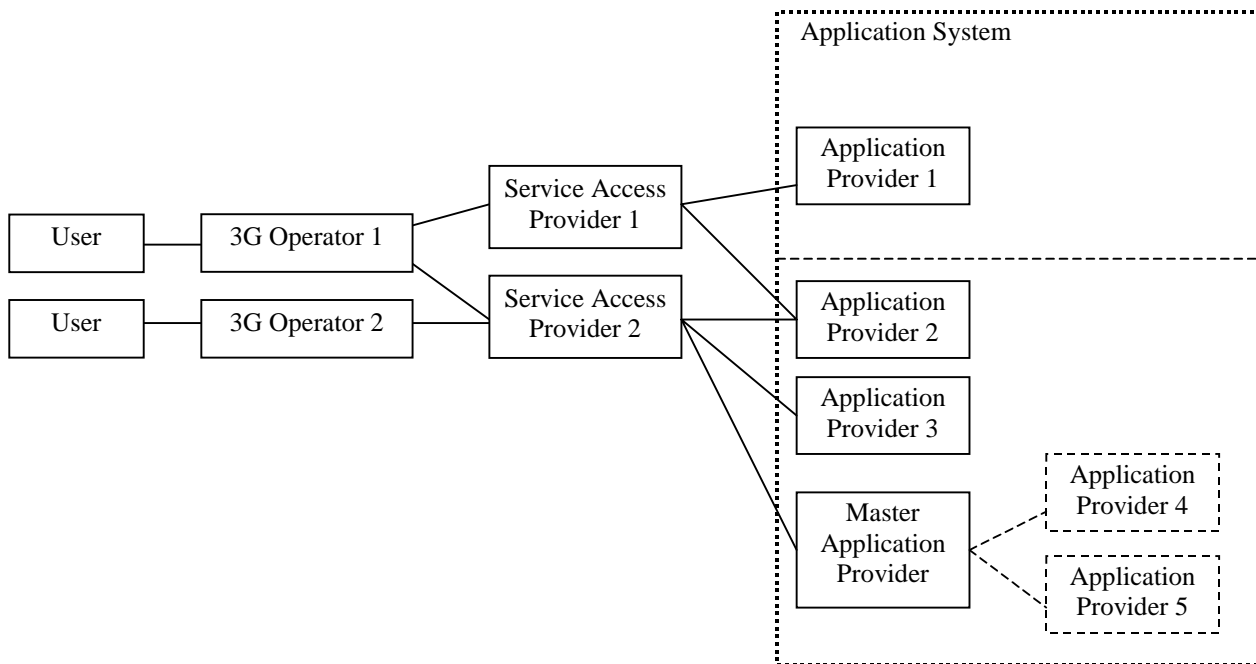 Application System
Application
Provider 1
Service Access
Provider 1
User
3G Operator 1
Service Access
Provider 2
User
3G Operator 2
Application
Provider 2
Application
Provider 3
Application
Provider 4
Master
Application
Provider
Application
Provider 5